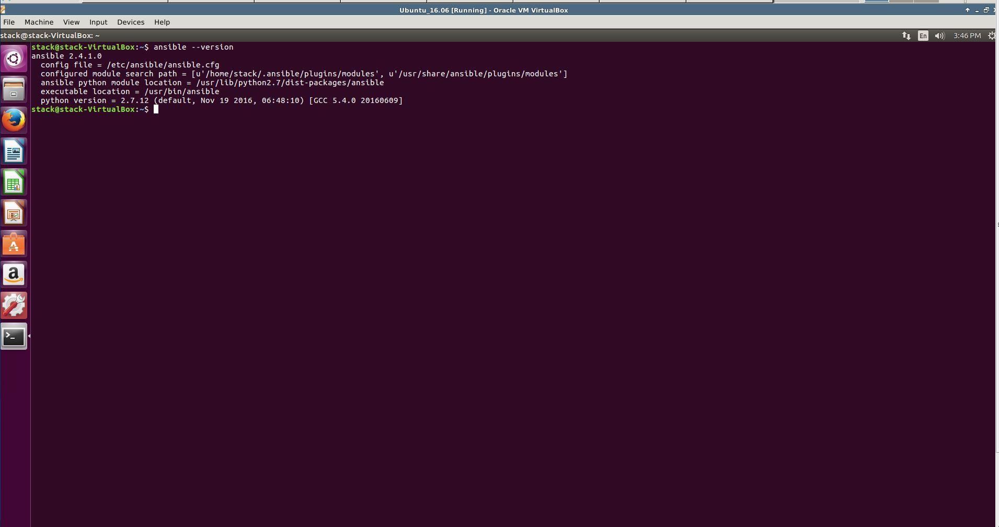 Ubuntu_16.06 [Running] - Oracle VM VirtualBox
File Machine View Input Devices Help
stack@stack-VirtualBox: ~ En 3:46 PM
stack@stack-VirtualBox:~$ ansible --version
ansible 2.4.1.0
  config file = /etc/ansible/ansible.cfg
  configured module search path = [u'/home/stack/.ansible/plugins/modules', u'/usr/share/ansible/plugins/modules']
  ansible python module location = /usr/lib/python2.7/dist-packages/ansible
  executable location = /usr/bin/ansible
  python version = 2.7.12 (default, Nov 19 2016, 06:48:10) [GCC 5.4.0 20160609]
stack@stack-VirtualBox:~$